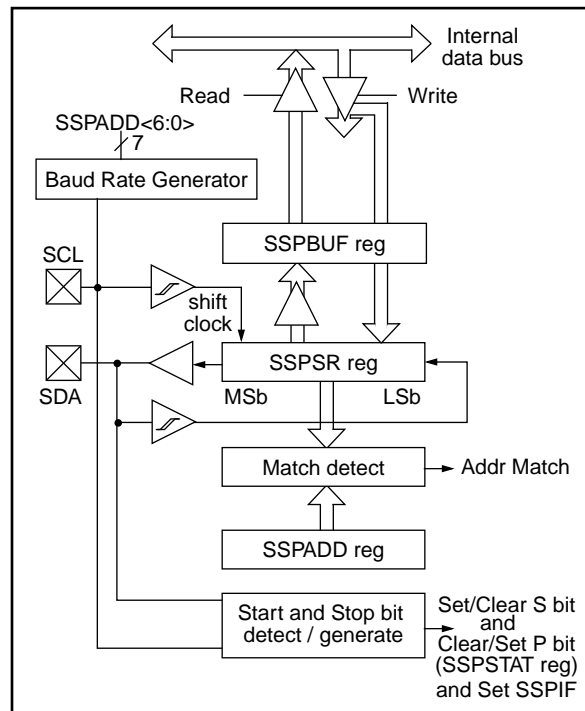 Internal
data bus
Read
Write
SSPADD<6:0>
7
Baud Rate Generator
SSPBUF reg
SCL
shift
clock
SSPSR reg
SDA
MSb
LSb
Match detect
Addr Match
SSPADD reg
Start and Stop bit
detect / generate
Set/Clear S bit
and
Clear/Set P bit
(SSPSTAT reg)
and Set SSPIF